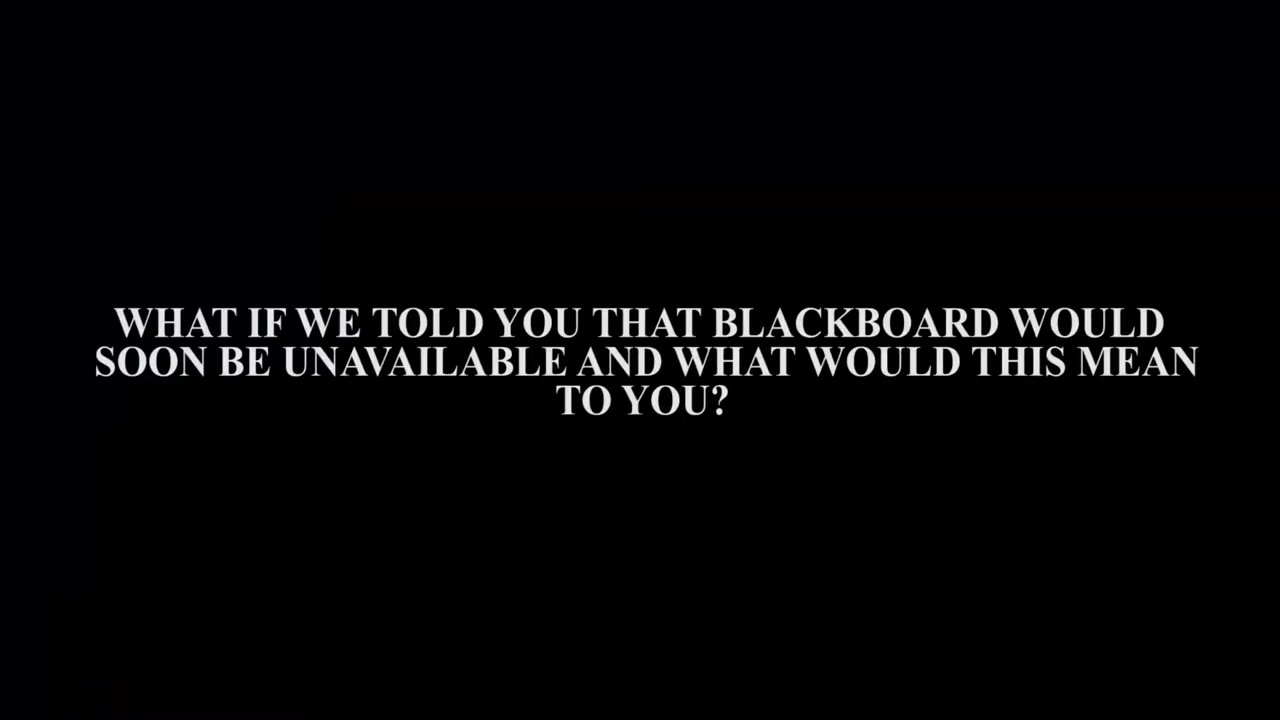 WHAT IF WE TOLD YOU THAT BLACKBOARD WOULD
SOON BE UNAVAILABLE AND WHAT WOULD THIS MEAN
TO YOU?